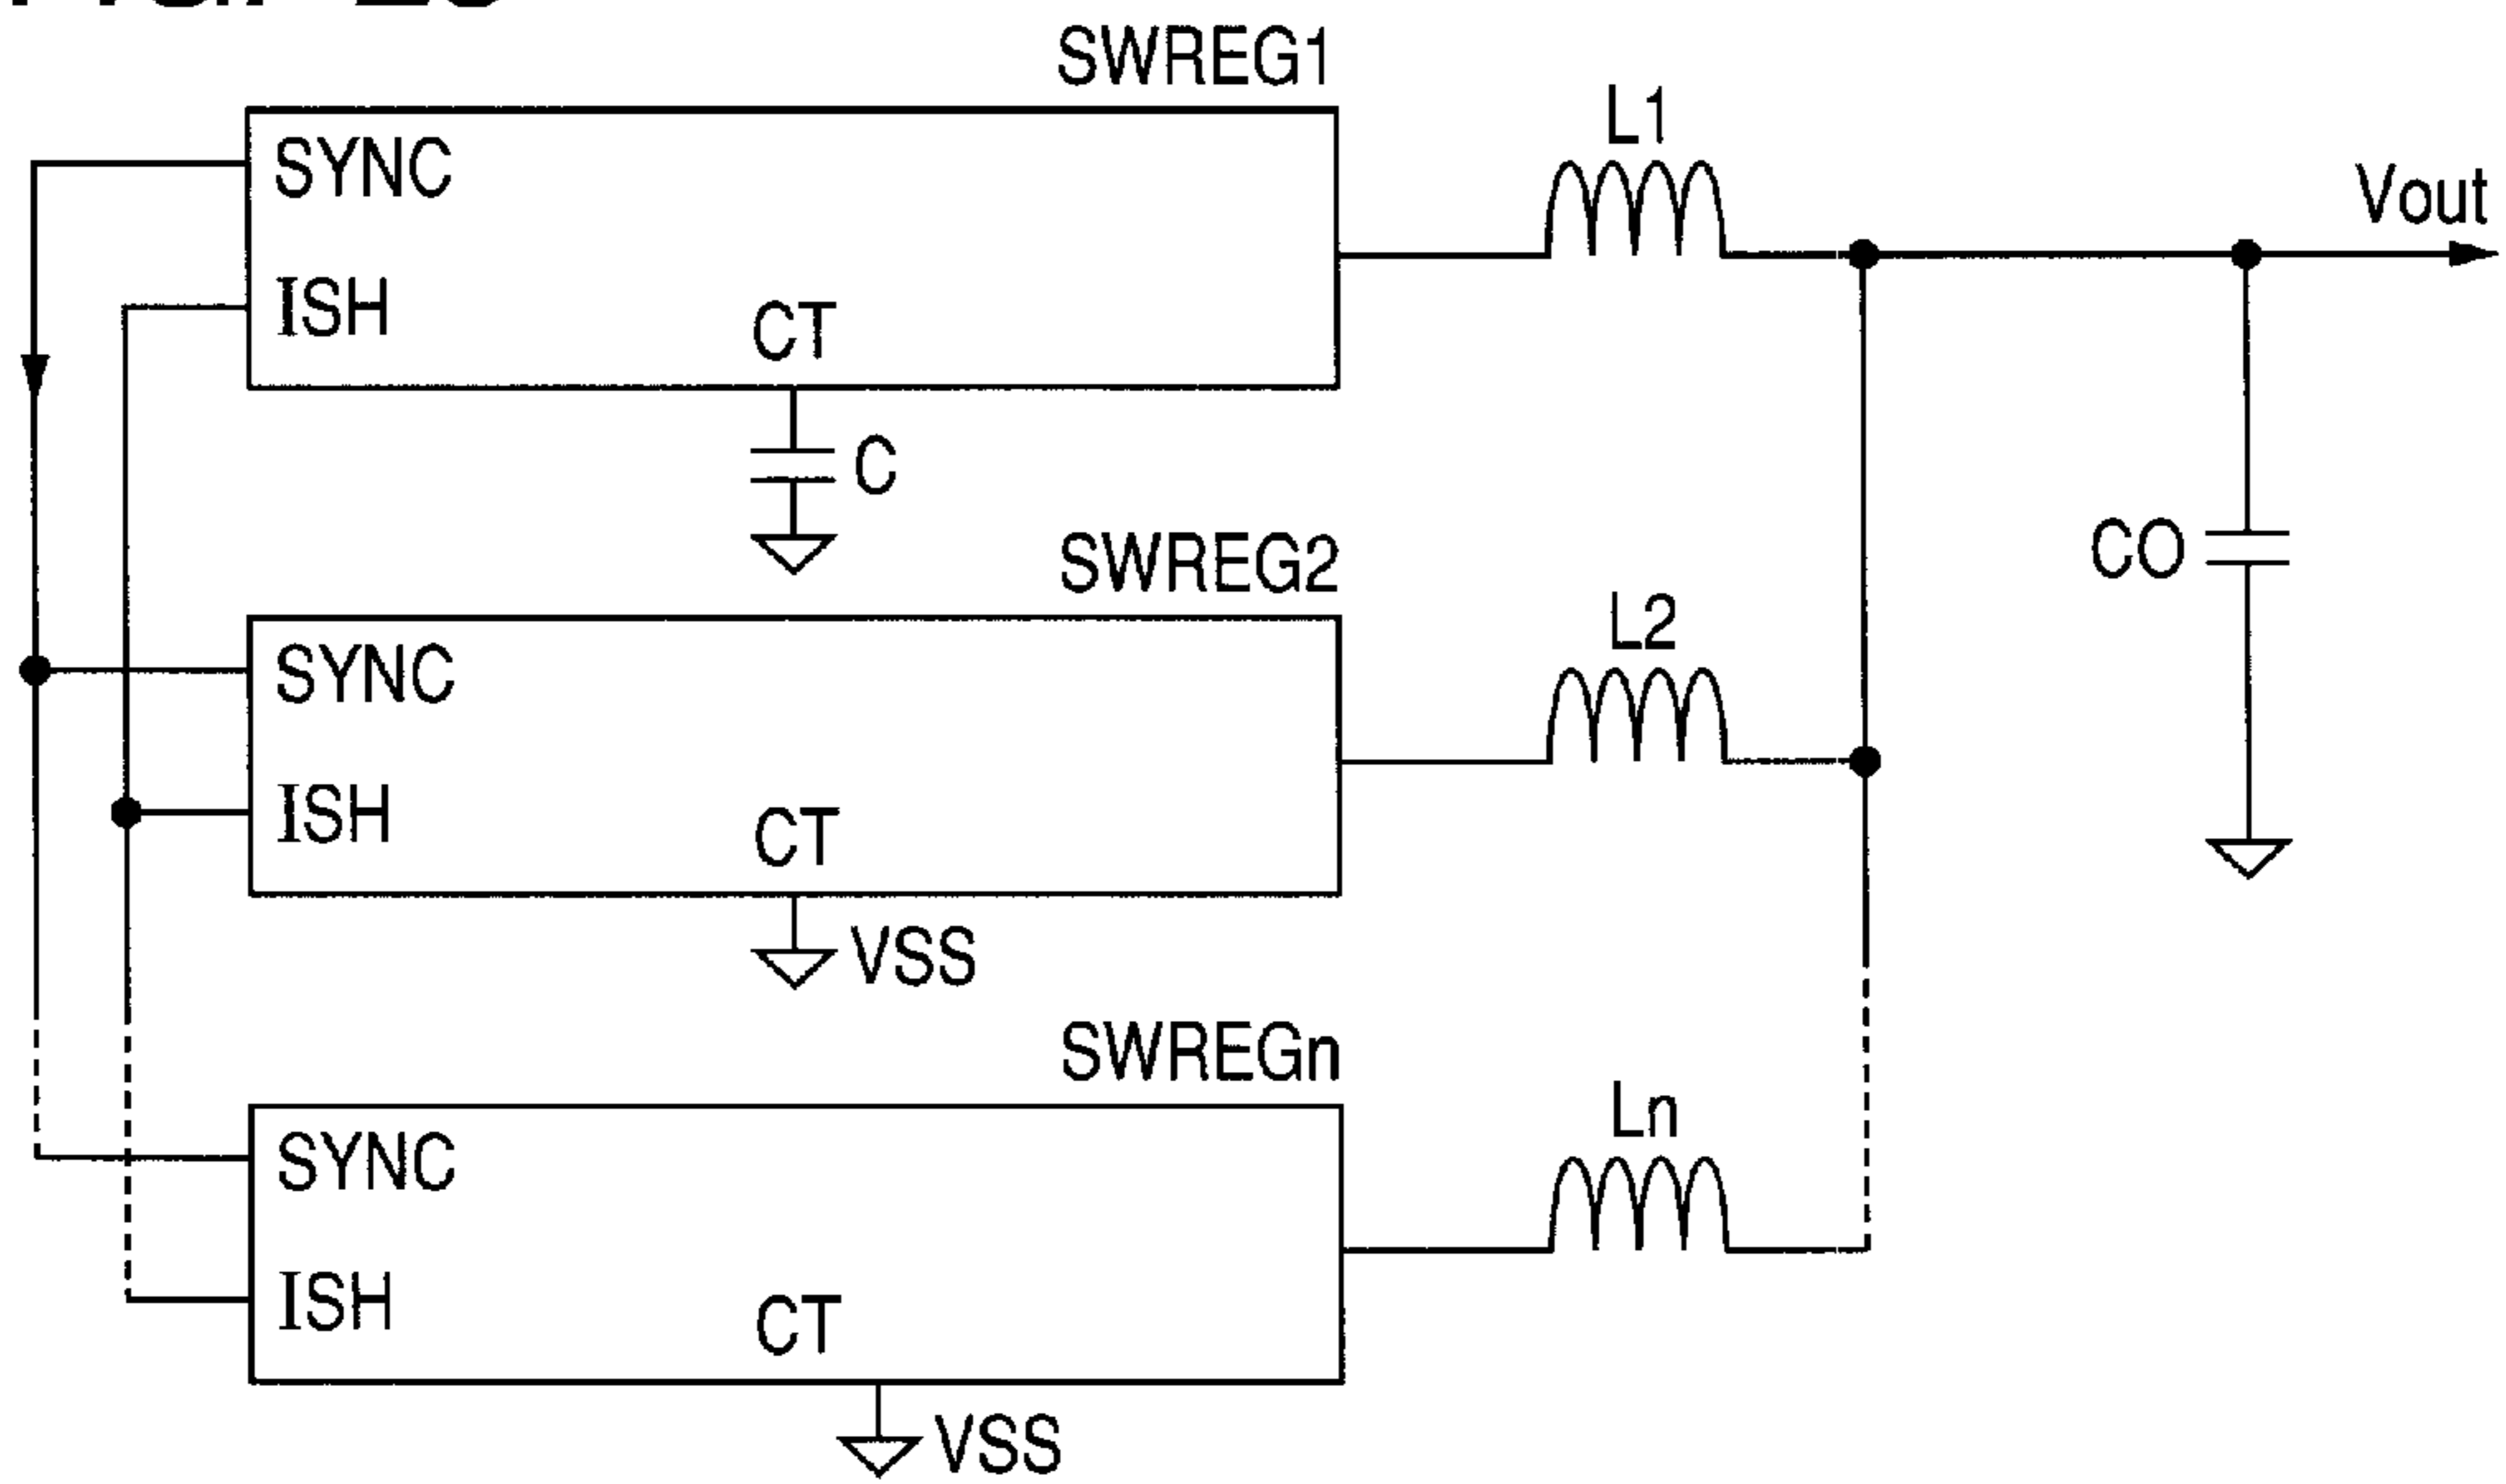 SWREG1
L1
SYNC
Vout
ISH
CT
C
SWREG2
CO
L2
SYNC
ISH
CT
VSS
SWREGn
Ln
SYNC
ISH
CT
VSS